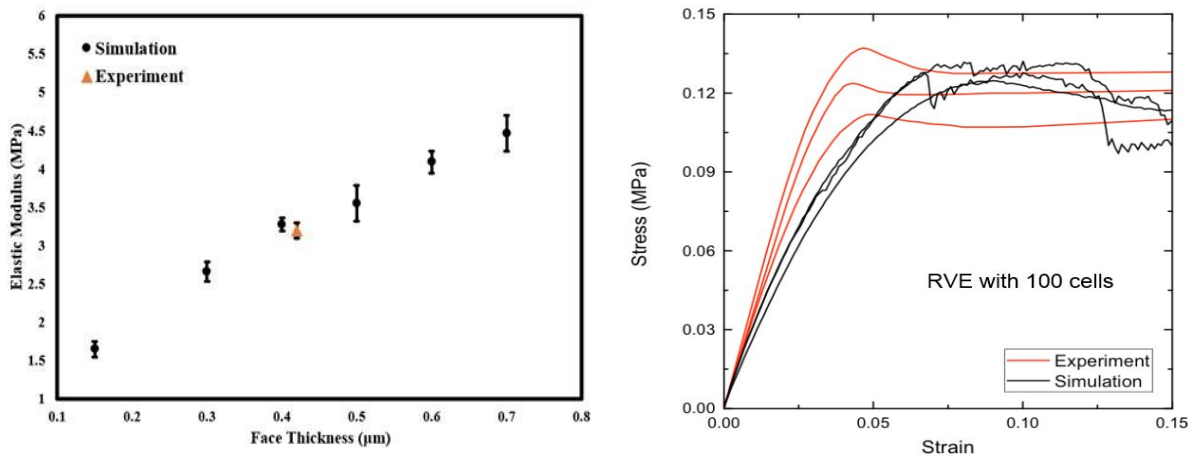 6
5.5
5
4.5
4
3.5
3
2.5
2
1.5
1
Elastic Modulus (MPa)
Simulation
Experiment
0.1 0.2 0.3 0.4 0.5 0.6 0.7 0.8
Face Thickness (μm)
0.15
0.12
0.09
0.06
0.03
0.00
Stress (MPa)
RVE with 100 cells
Experiment
Simulation
0.00 0.05 0.10 0.15
Strain